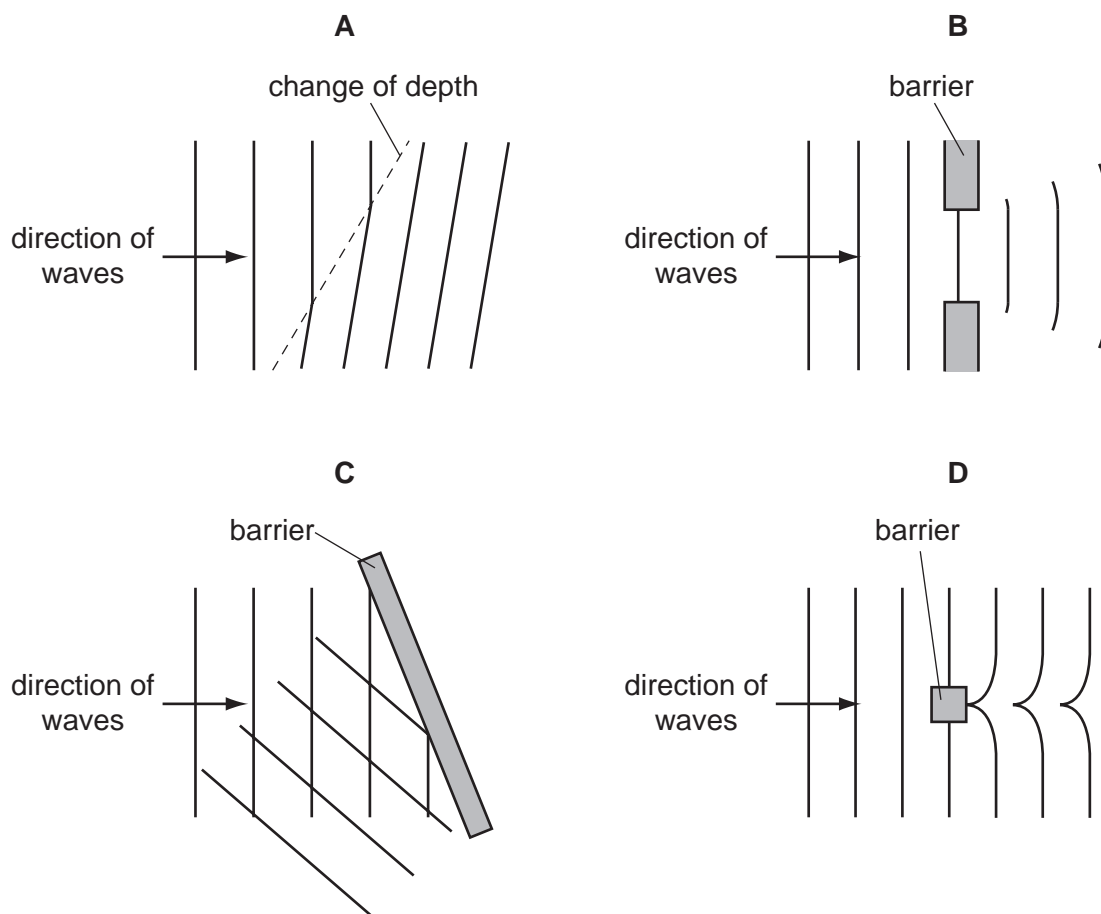 A
change of depth
direction of
waves
B
barrier
direction of
waves
C
barrier
direction of
waves
D
barrier
direction of
waves